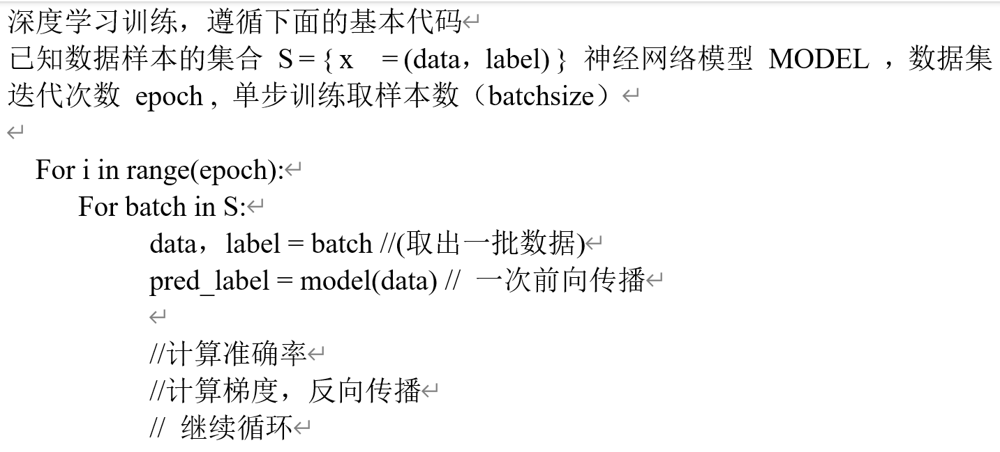 深度学习训练，遵循下面的基本代码
已知数据样本的集合 S = { x    = (data，label) } 神经网络模型 MODEL ，数据集
迭代次数 epoch , 单步训练取样本数（batchsize）
For i in range(epoch):
For batch in S:
data，label = batch //(取出一批数据)
pred_label = model(data) // 一次前向传播
//计算准确率
//计算梯度，反向传播
// 继续循环